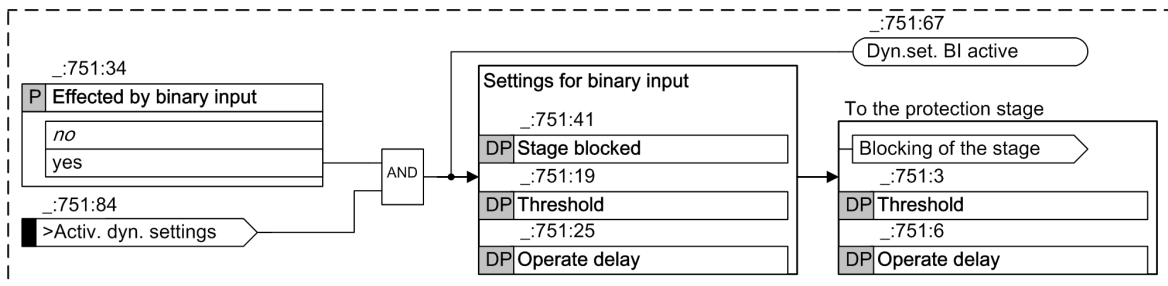 _:751:67
Dyn.set. BI active
_:751:34
P Effected by binary input
no
yes
AND
_:751:84
>Activ. dyn. settings
Settings for binary input
_:751:41
DP Stage blocked
_:751:19
DP Threshold
_:751:25
DP Operate delay
To the protection stage
Blocking of the stage
_:751:3
DP Threshold
_:751:6
DP Operate delay